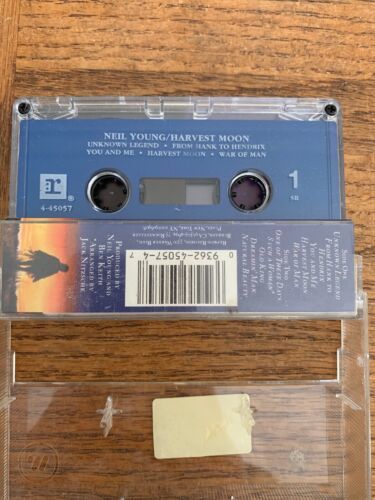 NEIL YOUNG/HARVEST MOON
UNKNOWN LEGEND • FROM HANK TO HENDRIX
YOU AND ME • HARVEST MOON • WAR OF MAN
R
4-45057
1
SR
SIDE ONE
UNKNOWN LEGEND
FROM HANK TO
HENDRIX
YOU AND ME
HARVEST MOON
WAR OF MAN
SIDE TWO
ONE OF THESE DAYS
SUCH A WOMAN
OLD KING
DREAMIN' MAN
NATURAL BEAUTY
0 9362-45057-4 7
PRODUCED BY
NEIL YOUNG AND
BEN KEITH
*ARRANGED BY
JACK NITZSCHE